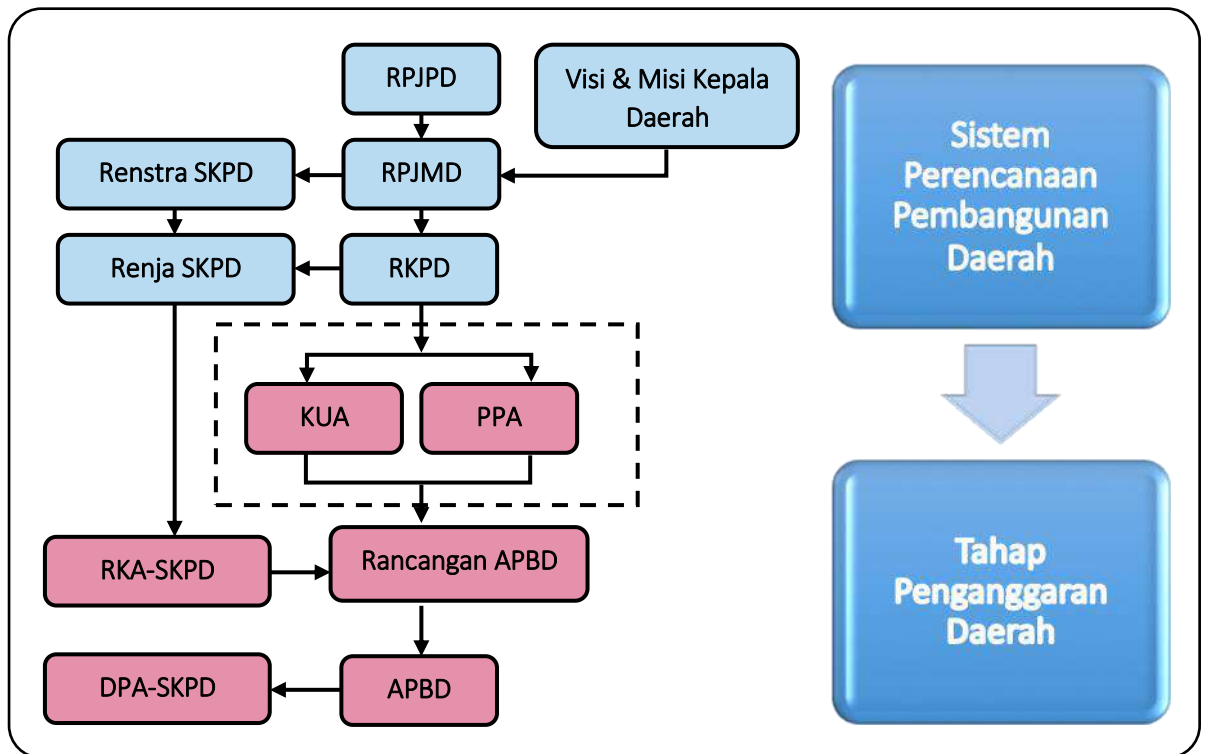 RPJPD
Visi & Misi Kepala
Daerah
Renstra SKPD
RPJMD
Renja SKPD
RKPD
KUA
PPA
RKA-SKPD
Rancangan APBD
DPA-SKPD
APBD
Sistem
Perencanaan
Pembangunan
Daerah
Tahap
Penganggaran
Daerah